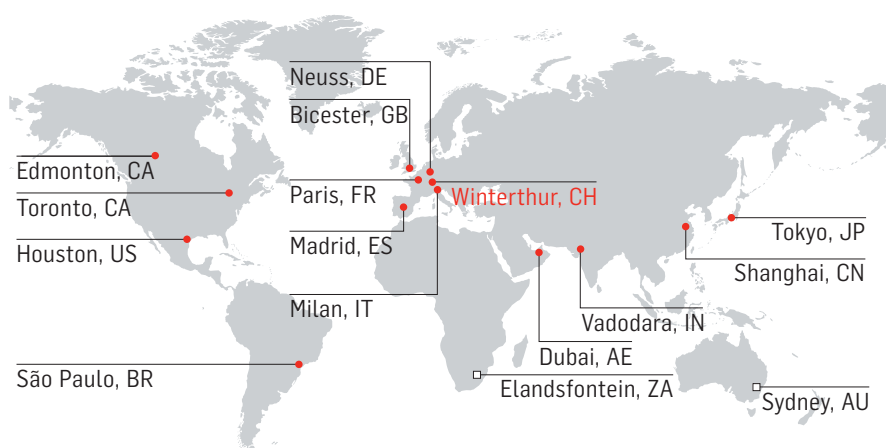 Neuss, DE
Bicester, GB
Edmonton, CA
Toronto, CA
Paris, FR
Winterthur, CH
Houston, US
Madrid, ES
Tokyo, JP
Shanghai, CN
Milan, IT
Vadodara, IN
Dubai, AE
São Paulo, BR
Elandsfontein, ZA
Sydney, AU